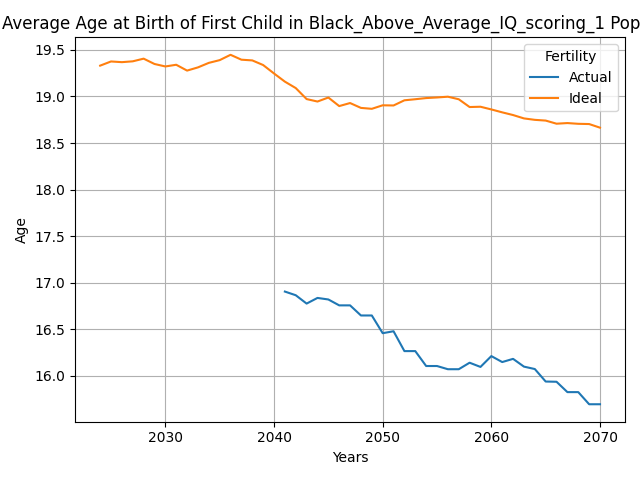 Average Age at Birth of First Child in Black_Above_Average_IQ_scoring_1 Pop
Fertility
Actual
Ideal
19.5
19.0
18.5
18.0
17.5
17.0
16.5
16.0
Age
2030 2040 2050 2060 2070
Years